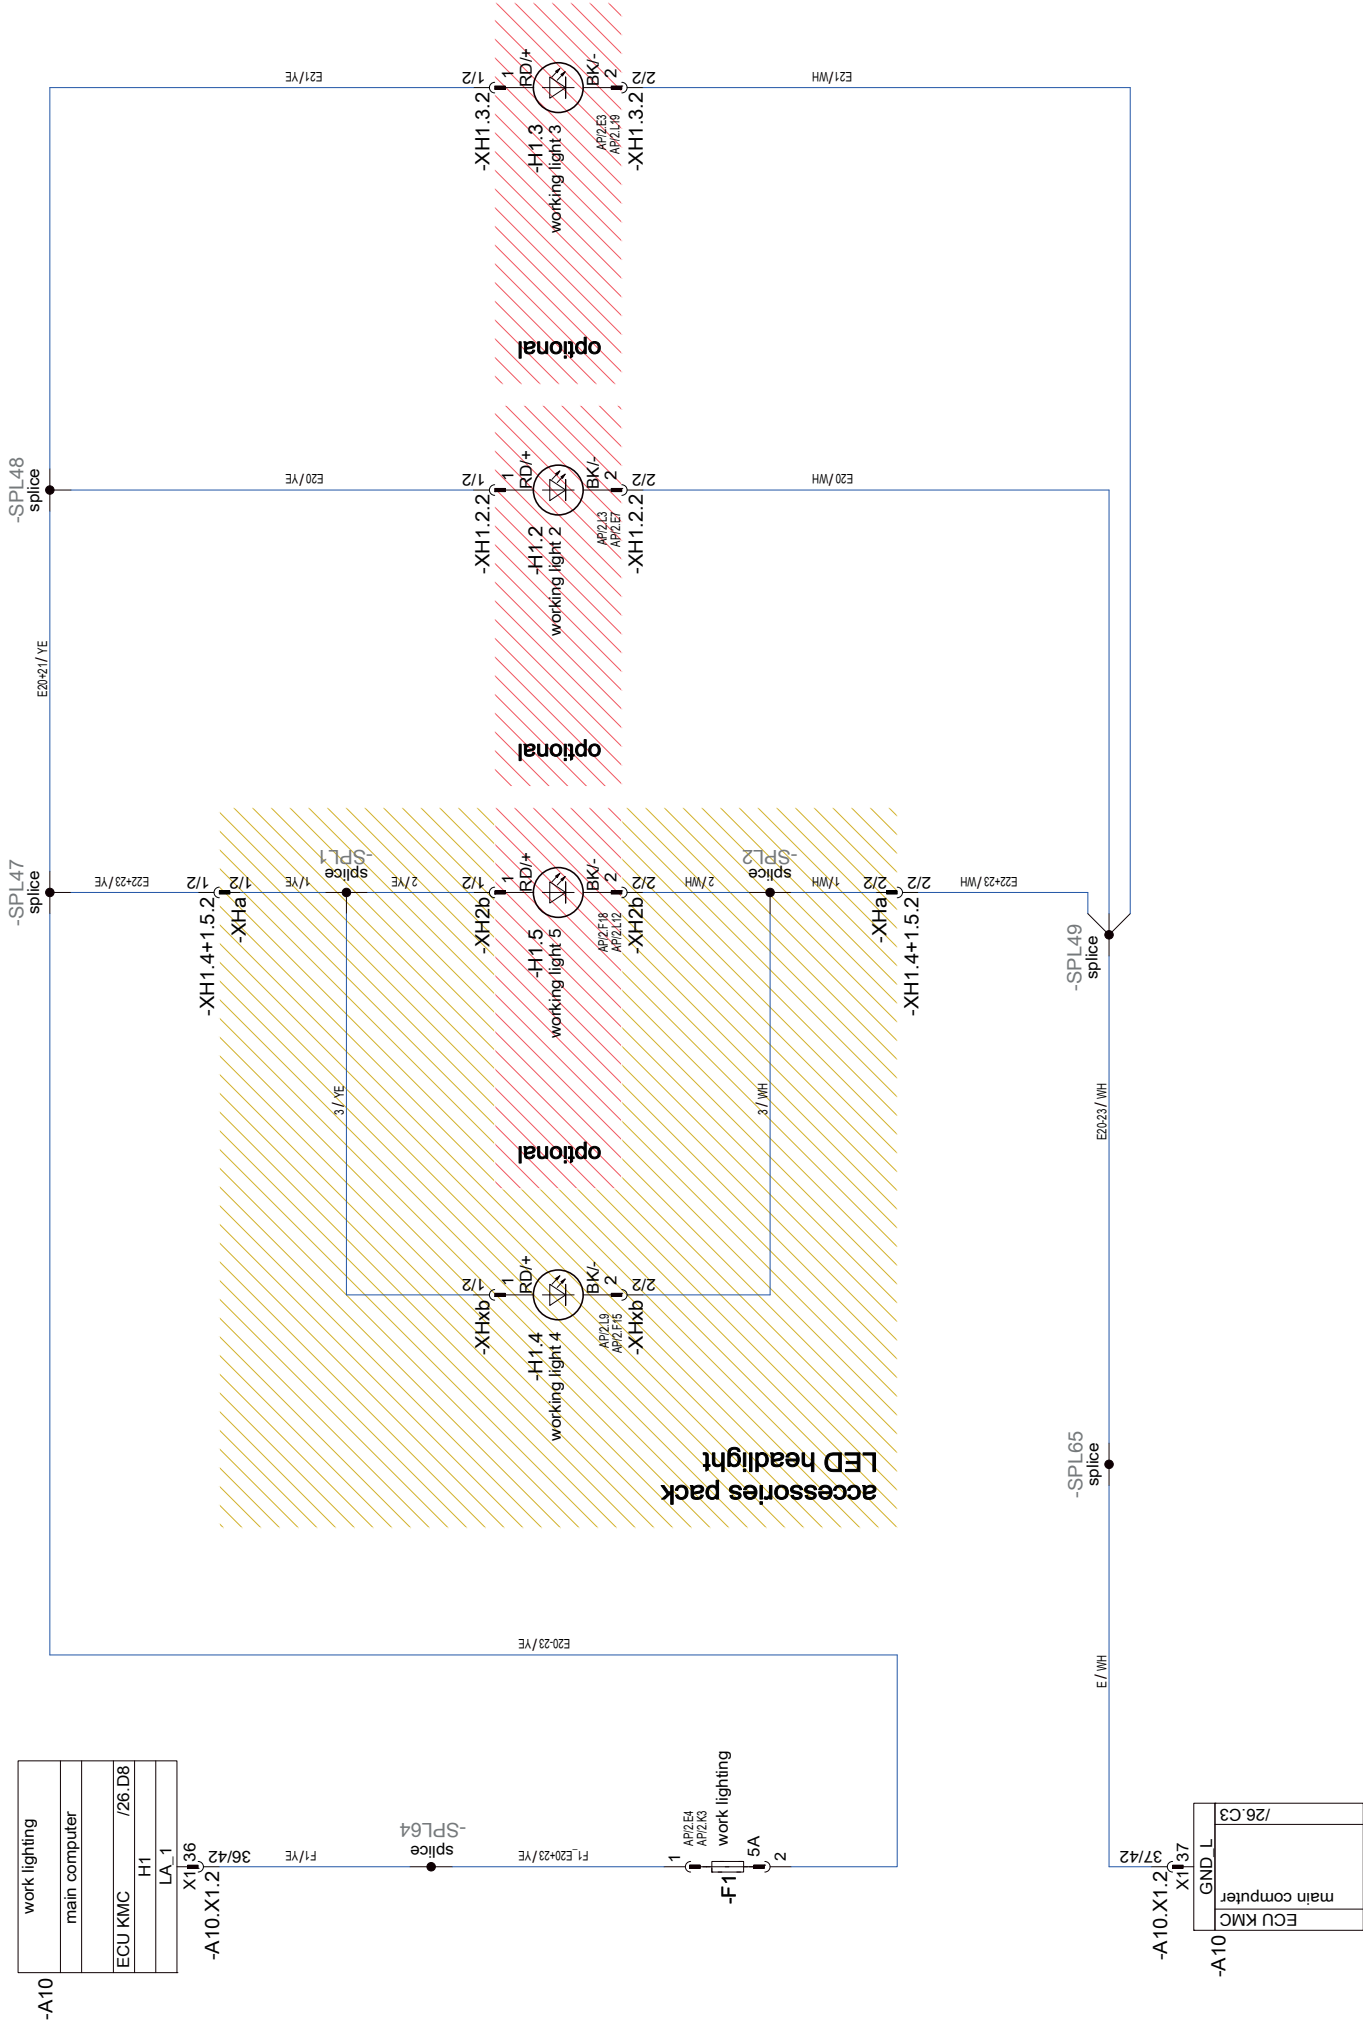 -A10
work lighting
main computer
ECU KMC /26.D8
H1
LA_1
X1 36
-A10.X1.2 36/42
F1/YE
-SPL64
splice
F1_E20+23/YE
1
AP/2.E4
AP/2.K3
-F1
work lighting
5A
2
E20-23/YE
-SPL47
splice
E20+21/YE
-SPL48
splice
E22+23/YE
-XH1.4+1.5.2 1/2
-XHa 1/2
1/YE
-SPL1
splice
2/YE
3/YE
-XHxb 1/2
1
RD/+
-H1.4
working light 4
BK/-
2
AP/2.L9
AP/2.F15
-XHxb 2/2
-XH2b 1/2
1
RD/+
-H1.5
working light 5
BK/-
2
AP/2.F18
AP/2.L12
-XH2b 2/2
optional
2/WH
-SPL2
splice
3/WH
1/WH
-XHa 2/2
-XH1.4+1.5.2 2/2
E22+23/WH
accessories pack
LED headlight
E20/YE
-XH1.2.2 1/2
1
RD/+
-H1.2
working light 2
BK/-
2
AP/2.L3
AP/2.E7
-XH1.2.2 2/2
optional
E20/WH
E21/YE
-XH1.3.2 1/2
1
RD/+
-H1.3
working light 3
BK/-
2
AP/2.E3
AP/2.L19
-XH1.3.2 2/2
optional
E21/WH
-SPL49
splice
E20-23/WH
-SPL65
splice
E/WH
-A10.X1.2 37/42
X1 37
GND_L
-A10
ECU KMC
main computer /26.C3